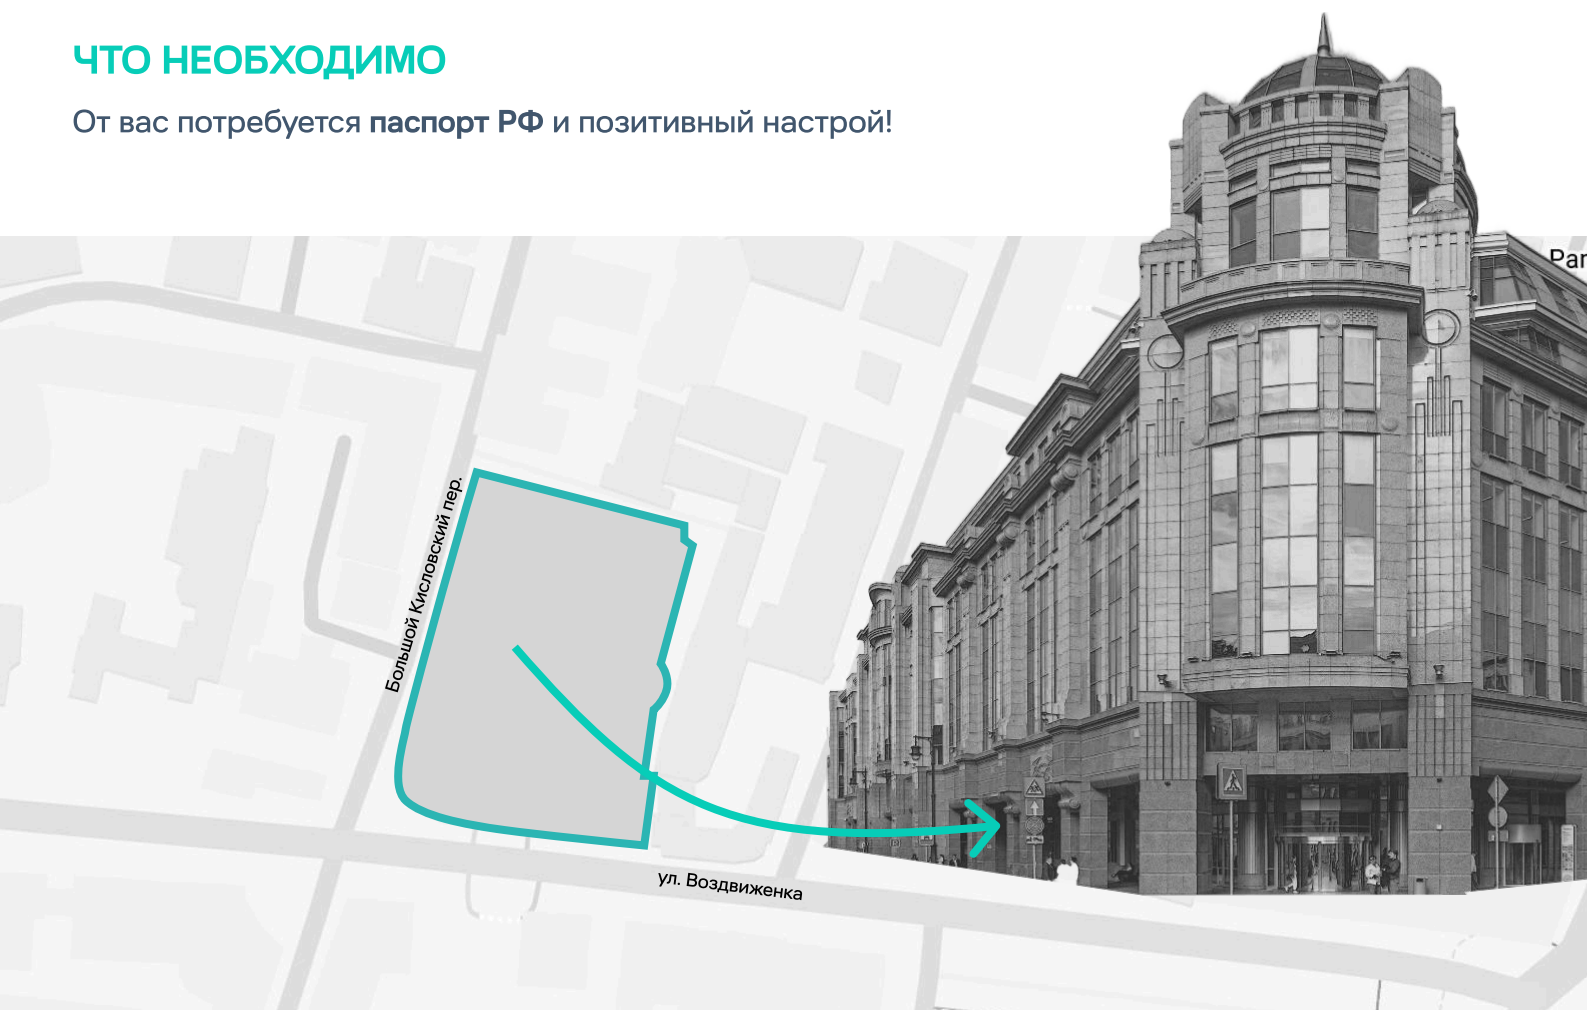 ЧТО НЕОБХОДИМО
От вас потребуется паспорт РФ и позитивный настрой!
Par
Большой Кисловский пер.
ул. Воздвиженка